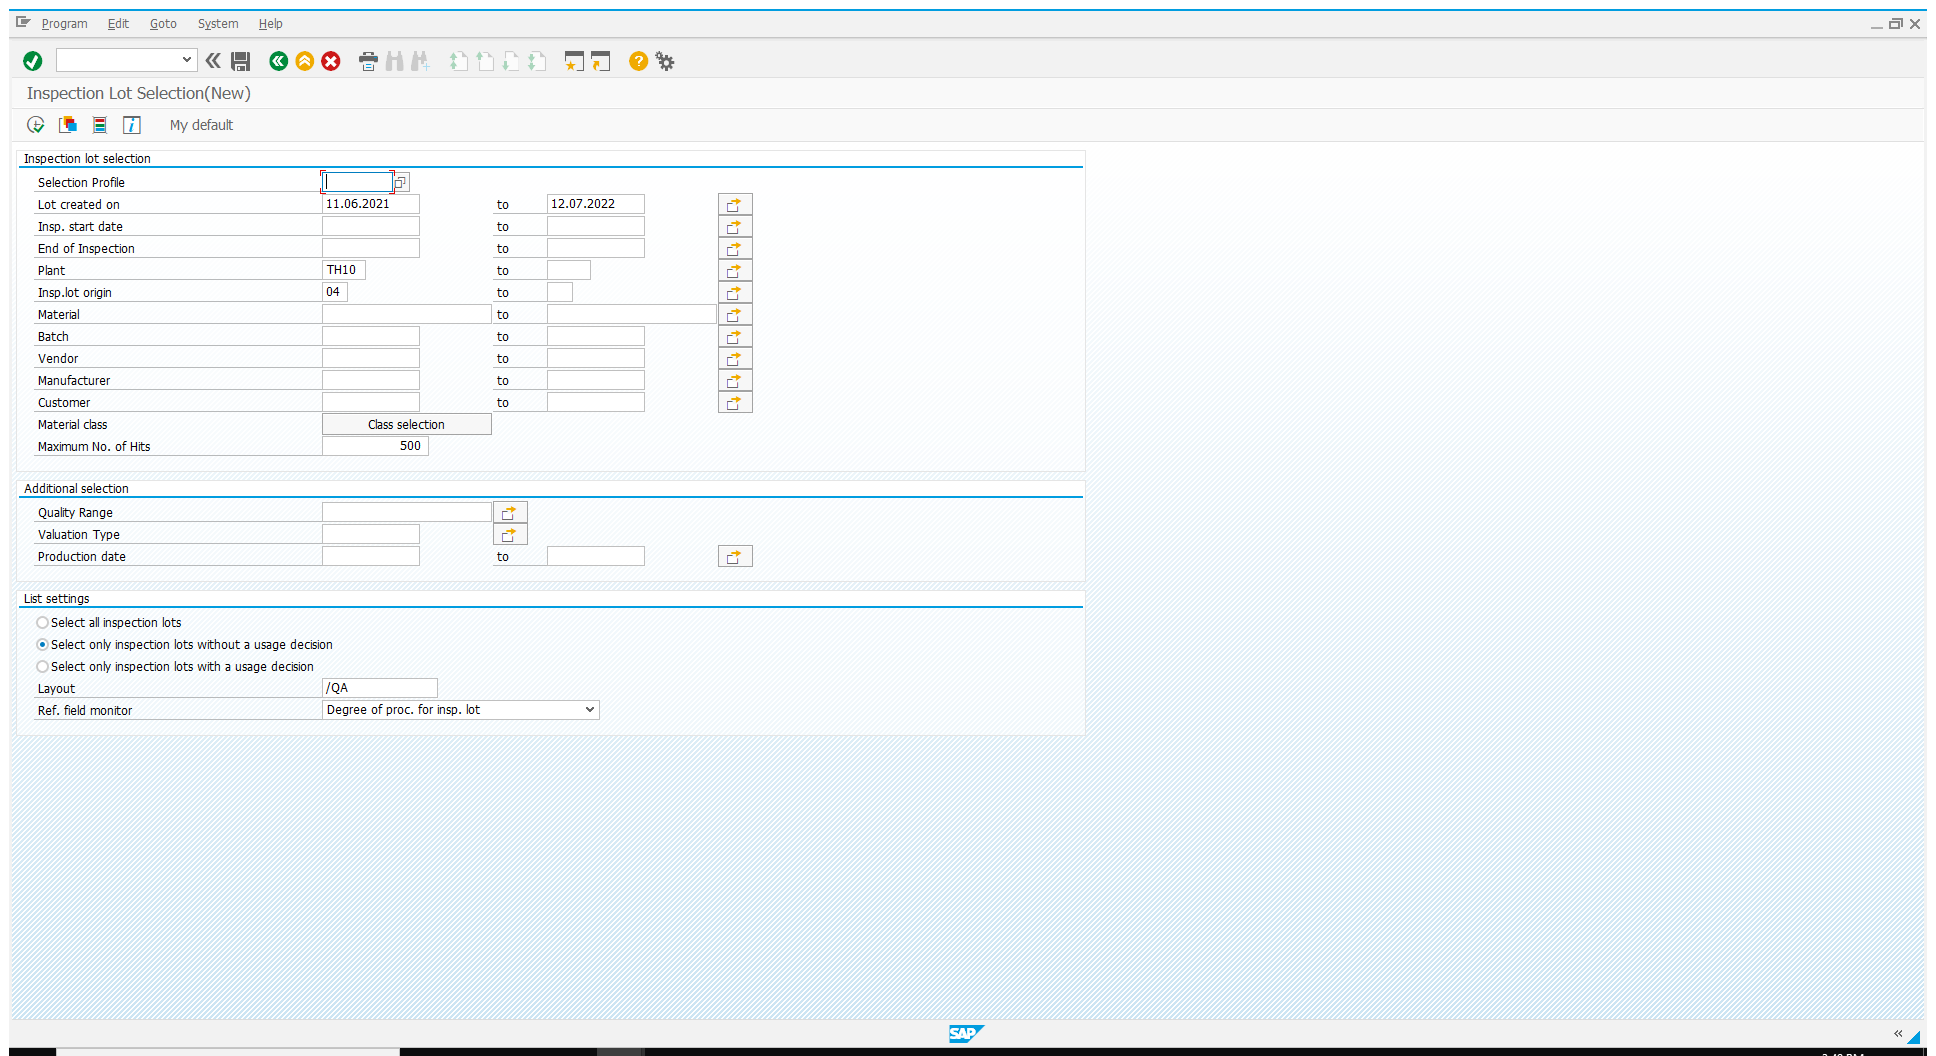 Program Edit Goto System Help
Inspection Lot Selection(New)
My default
Inspection lot selection
Selection Profile
Lot created on 11.06.2021 to 12.07.2022
Insp. start date to
End of Inspection to
Plant TH10 to
Insp.lot origin 04 to
Material to
Batch to
Vendor to
Manufacturer to
Customer to
Material class Class selection
Maximum No. of Hits 500
Additional selection
Quality Range
Valuation Type
Production date to
List settings
Select all inspection lots
Select only inspection lots without a usage decision
Select only inspection lots with a usage decision
Layout /QA
Ref. field monitor Degree of proc. for insp. lot
SAP